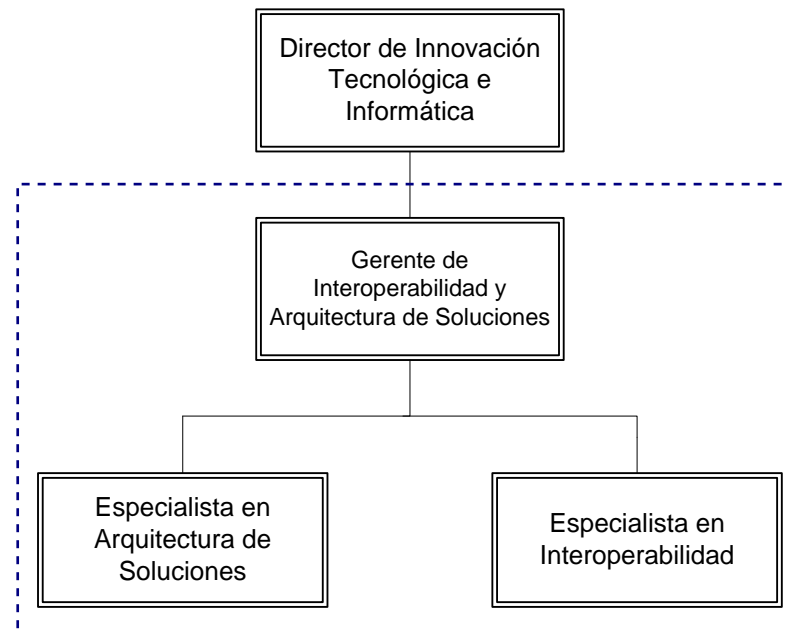 Director de Innovación
Tecnológica e
Informática
Gerente de
Interoperabilidad y
Arquitectura de Soluciones
Especialista en
Arquitectura de
Soluciones
Especialista en
Interoperabilidad